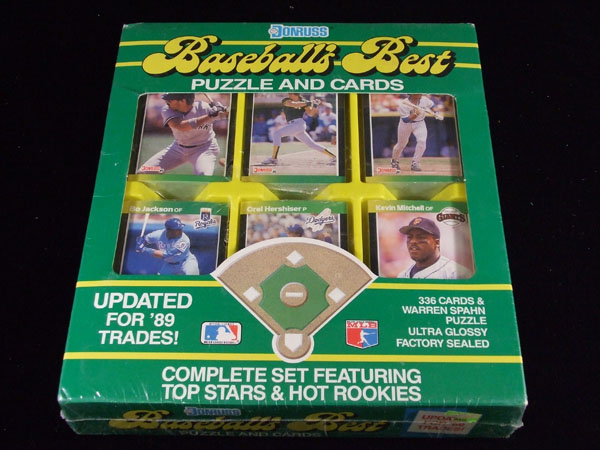 DONRUSS
Baseball's Best
PUZZLE AND CARDS
Bo Jackson OF
Royals
Orel Hershiser P
Dodgers
Kevin Mitchell OF
GIANTS
UPDATED
FOR '89
TRADES!
MLB
336 CARDS &
WARREN SPAHN
PUZZLE
ULTRA GLOSSY
FACTORY SEALED
COMPLETE SET FEATURING
TOP STARS & HOT ROOKIES
DONRUSS
Baseball's Best
PUZZLE AND CARDS